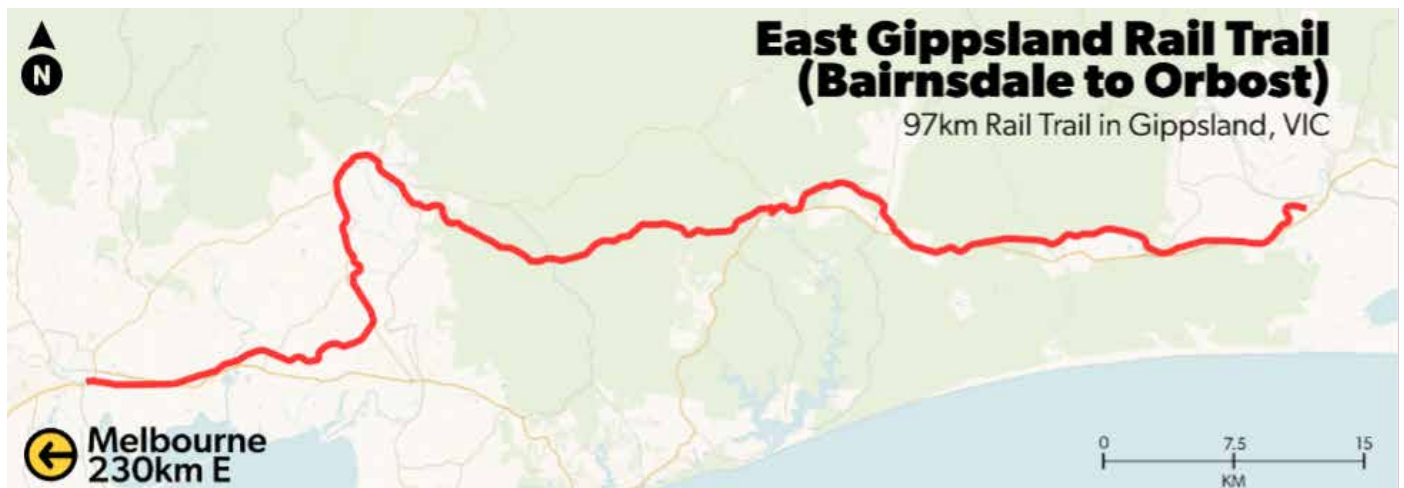 N
East Gippsland Rail Trail
(Bairnsdale to Orbost)
97km Rail Trail in Gippsland, VIC
Melbourne
230km E
0 7.5 15
KM